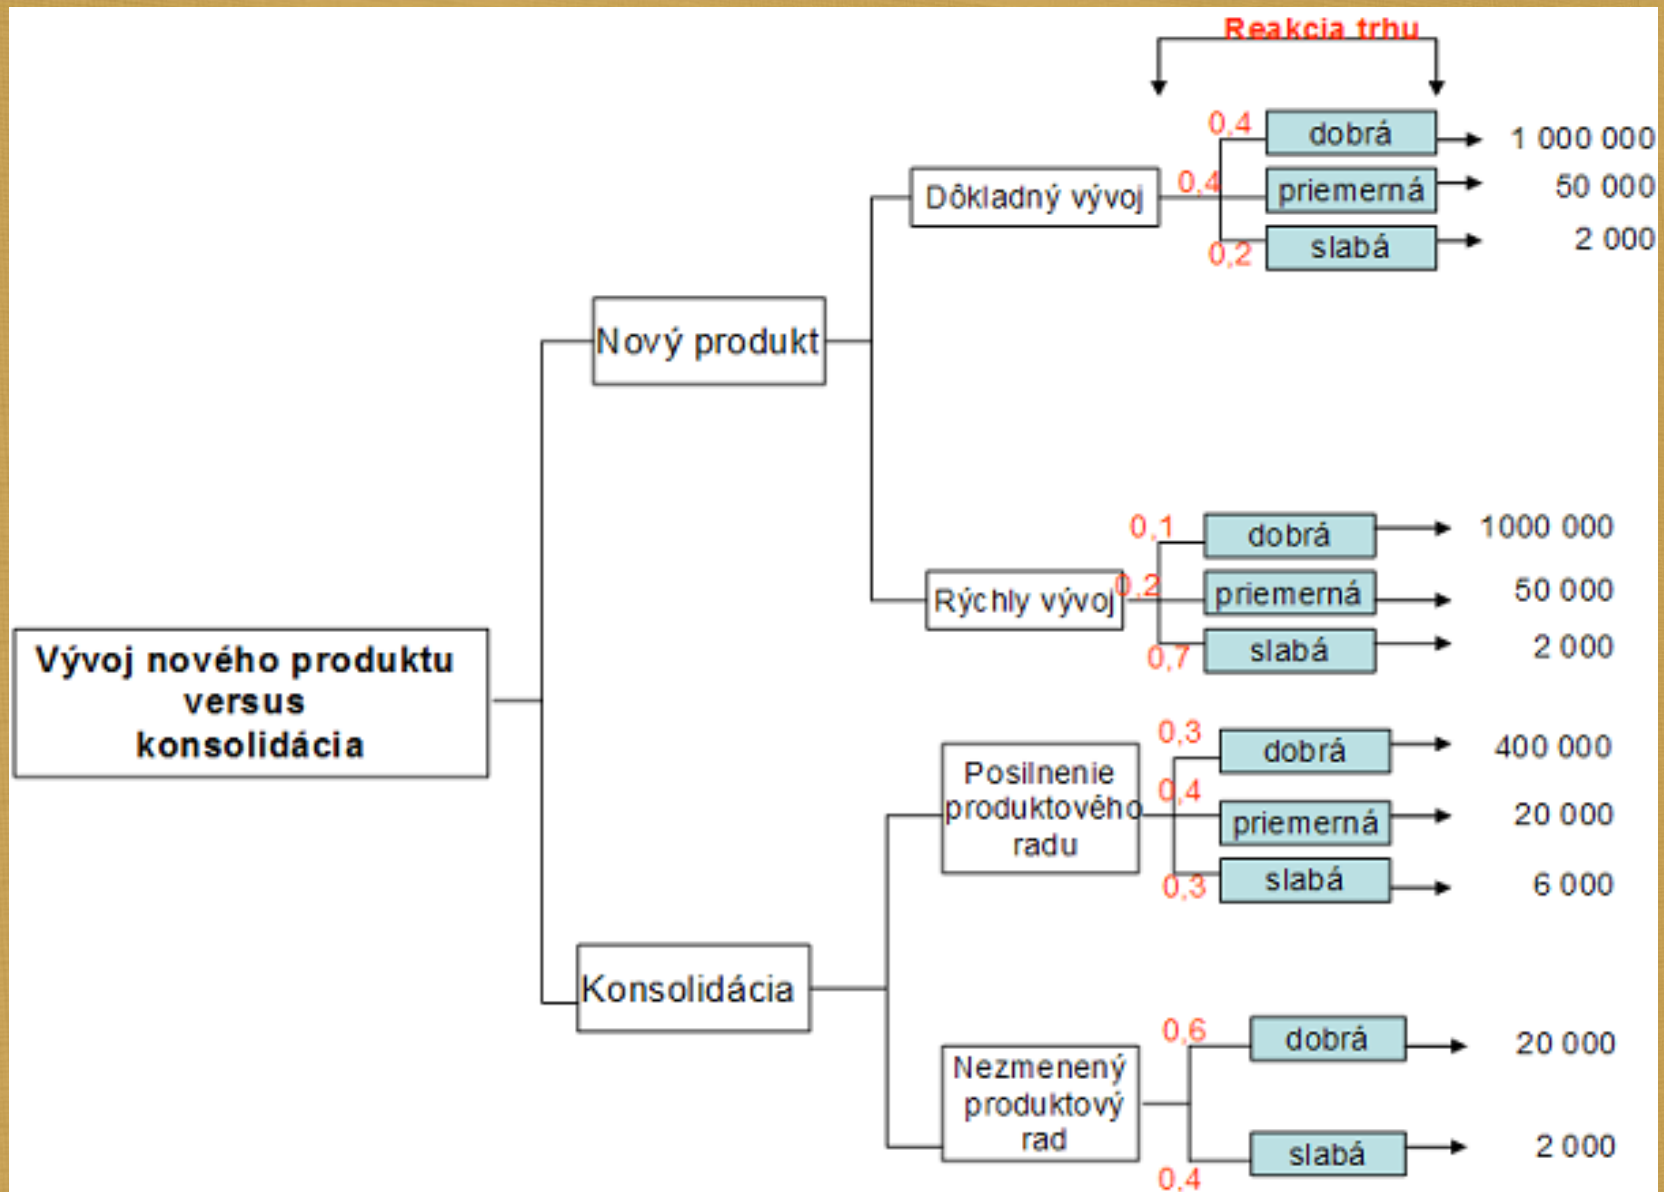 Reakcia trhu
0,4
dobrá
1 000 000
Dôkladný vývoj
0,4
priemerná
50 000
0,2
slabá
2 000
Nový produkt
0,1
dobrá
1000 000
Rýchly vývoj
0,2
priemerná
50 000
0,7
slabá
2 000
Vývoj nového produktu
versus
konsolidácia
0,3
dobrá
400 000
Posilnenie
produktového
radu
0,4
priemerná
20 000
0,3
slabá
6 000
Konsolidácia
0,6
dobrá
20 000
Nezmenený
produktový
rad
0,4
slabá
2 000